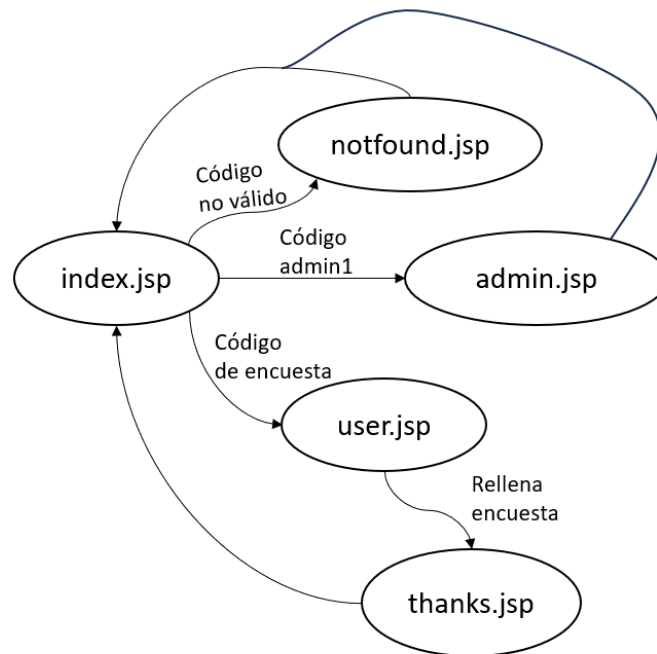 notfound.jsp
Código
no válido
Código
admin1
index.jsp
admin.jsp
Código
de encuesta
user.jsp
Rellena
encuesta
thanks.jsp